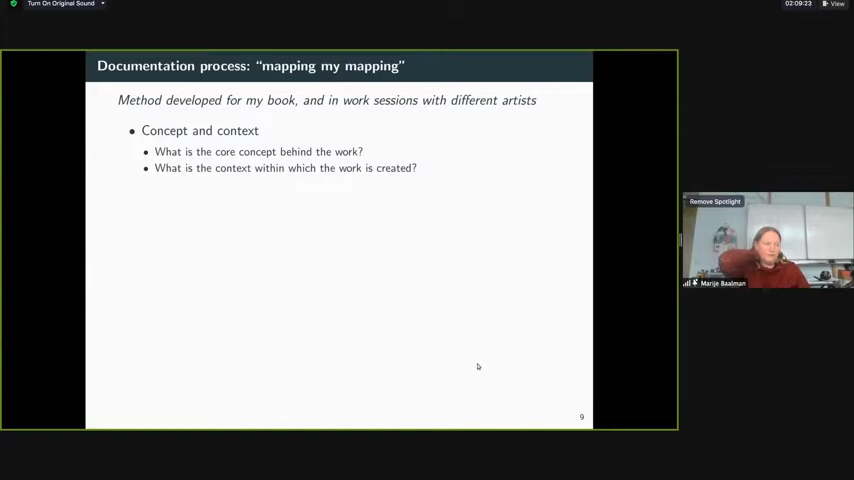 Turn On Original Sound
02:09:23
View
Documentation process: “mapping my mapping”
Method developed for my book, and in work sessions with different artists
• Concept and context
• What is the core concept behind the work?
• What is the context within which the work is created?
Remove Spotlight
Marije Baalman
9